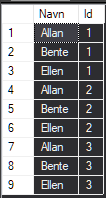 Navn Id
1 Allan 1
2 Bente 1
3 Ellen 1
4 Allan 2
5 Bente 2
6 Ellen 2
7 Allan 3
8 Bente 3
9 Ellen 3